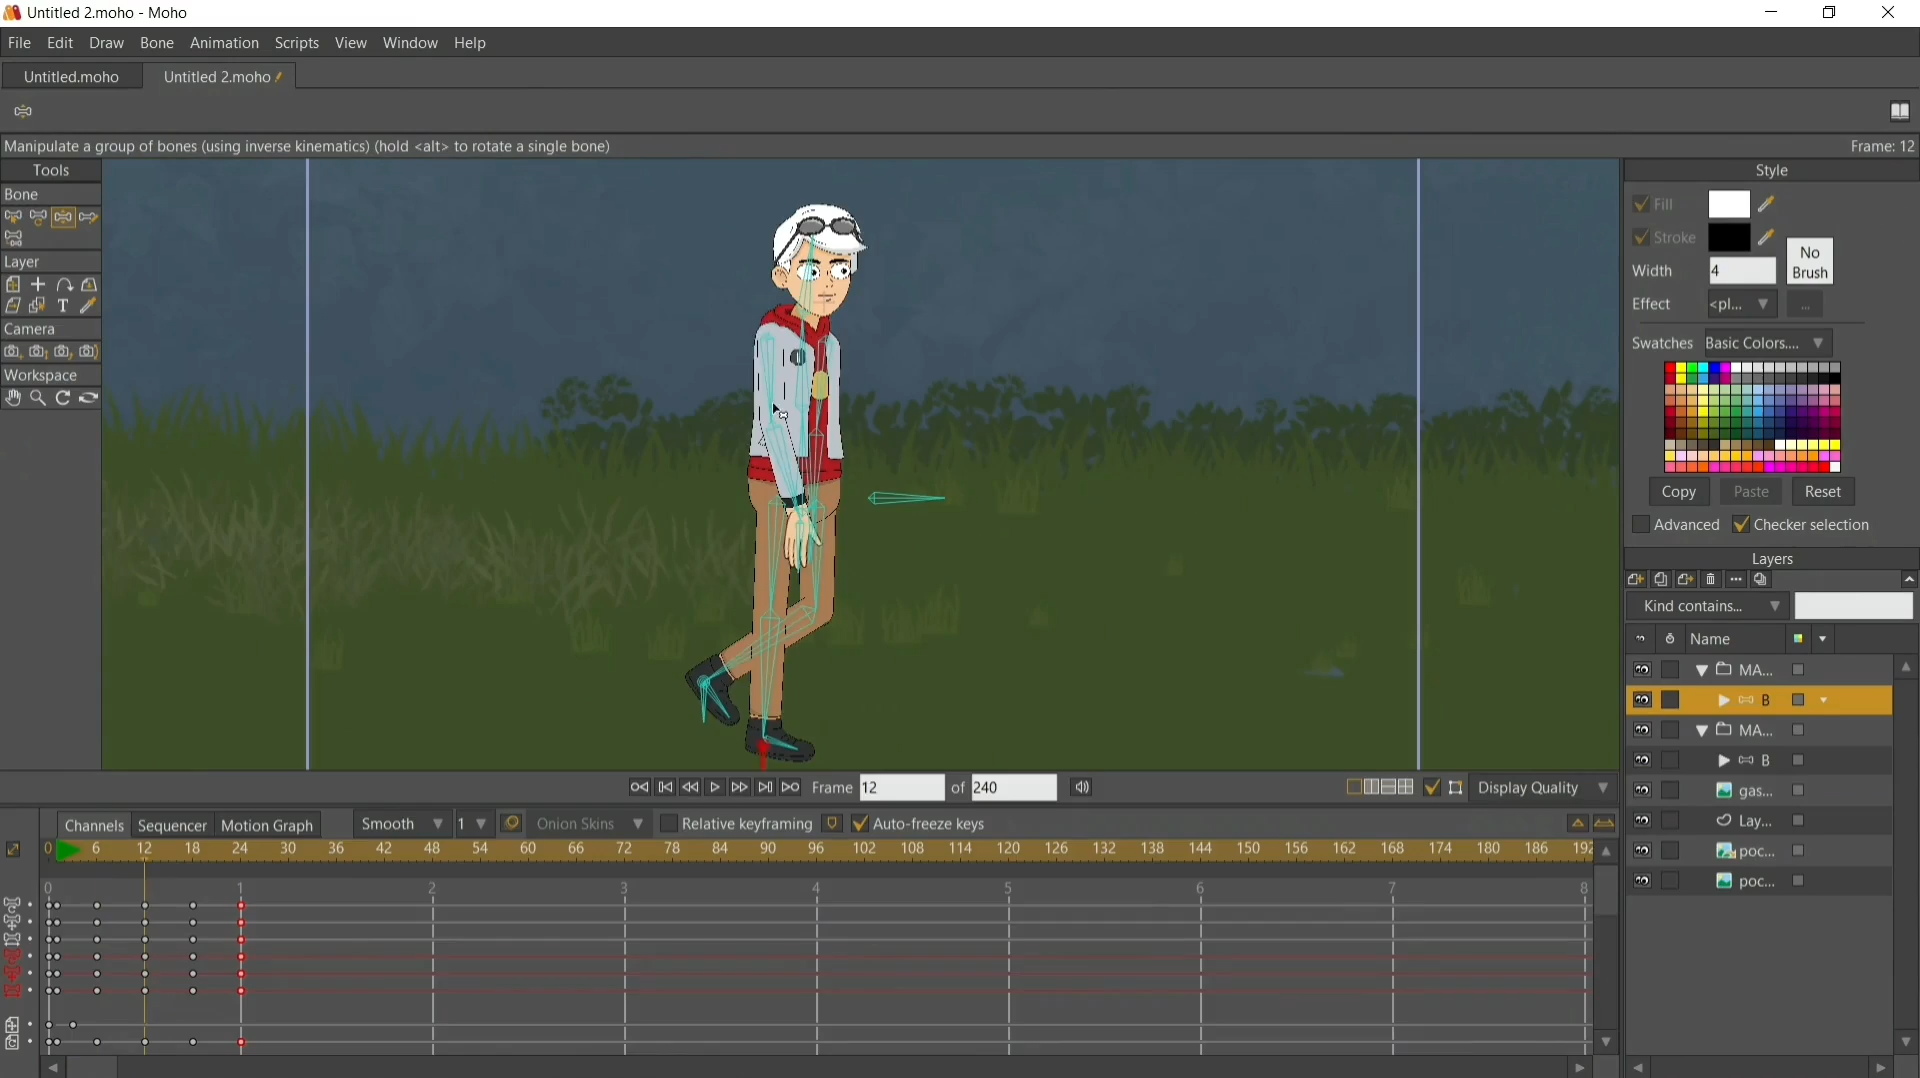 Untitled 2.moho - Moho
File Edit Draw Bone Animation Scripts View Window Help
Untitled.moho Untitled 2.moho
Manipulate a group of bones (using inverse kinematics) (hold <alt> to rotate a single bone) Frame: 12
Tools
Bone
Layer
Camera
Workspace
Style
Fill
Stroke
No
Brush
Width 4
Effect <pl... ...
Swatches Basic Colors....
Copy Paste Reset
Advanced Checker selection
Layers
Kind contains...
Name
MA...
B
MA...
B
gas...
Lay...
poc...
poc...
Frame 12 of 240 Display Quality
Channels Sequencer Motion Graph Smooth 1 Onion Skins Relative keyframing Auto-freeze keys
0 6 12 18 24 30 36 42 48 54 60 66 72 78 84 90 96 102 108 114 120 126 132 138 144 150 156 162 168 174 180 186 192
0 1 2 3 4 5 6 7 8